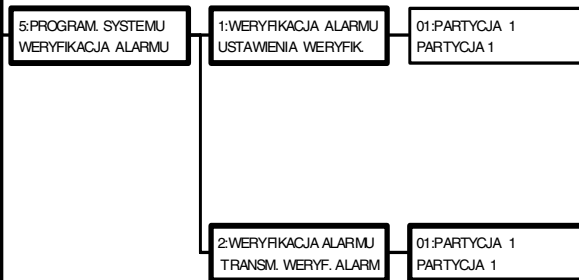 5:PROGRAM. SYSTEMU
WERYFIKACJA ALARMU
1:WERYFIKACJA ALARMU
USTAWIENIA WERYFIK.
01:PARTYCJA 1
PARTYCJA 1
2:WERYFIKACJA ALARMU
TRANSM. WERYF. ALARM
01:PARTYCJA 1
PARTYCJA 1